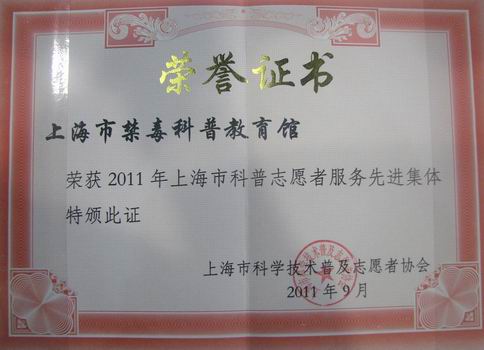 荣誉证书
上海市禁毒科普教育馆
荣获2011年上海市科普志愿者服务先进集体
特颁此证
上海市科学技术普及志愿者协会
2011年9月